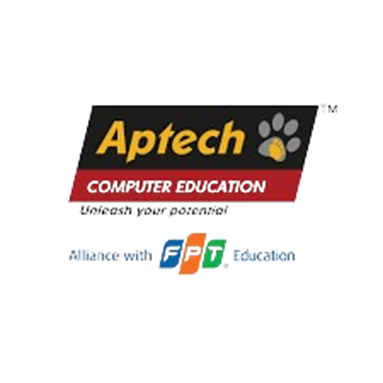 Aptech
TM
COMPUTER EDUCATION
Unleash your potential
Alliance with FPT® Education